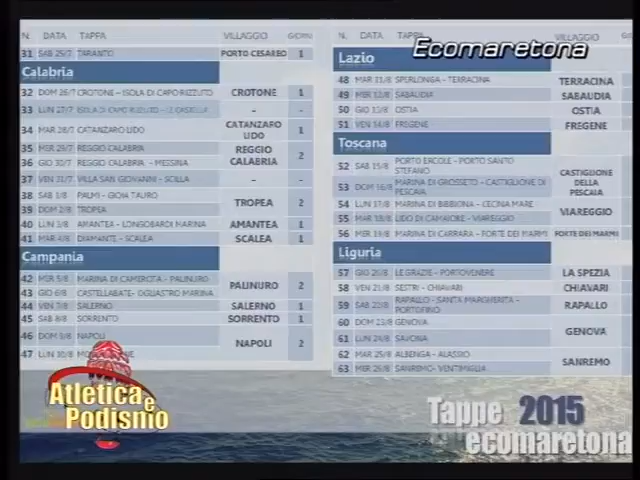 Ecomaretona
N. DATA TAPPA VILLAGGIO GIORNI
31 SAB 25/7 TARANTO PORTO CESAREO 1
Calabria
32 DOM 26/7 CROTONE - ISOLA DI CAPO RIZZUTO CROTONE 1
33 LUN 27/7 ISOLA DI CAPO RIZZUTO - LE CASTELLA - -
34 MAR 28/7 CATANZARO LIDO CATANZARO LIDO 1
35 MER 29/7 REGGIO CALABRIA REGGIO CALABRIA 2
36 GIO 30/7 REGGIO CALABRIA - MESSINA
37 VEN 31/7 VILLA SAN GIOVANNI - SCILLA - -
38 SAB 1/8 PALMI - GIOIA TAURO TROPEA 2
39 DOM 2/8 TROPEA
40 LUN 3/8 AMANTEA - LONGOBARDI MARINA AMANTEA 1
41 MAR 4/8 DIAMANTE - SCALEA SCALEA 1
Campania
42 MER 5/8 MARINA DI CAMEROTA - PALINURO PALINURO 2
43 GIO 6/8 CASTELLABATE - OGLIASTRO MARINA
44 VEN 7/8 SALERNO SALERNO 1
45 SAB 8/8 SORRENTO SORRENTO 1
46 DOM 9/8 NAPOLI NAPOLI 2
47 LUN 10/8
N. DATA TAPPA VILLAGGIO
Lazio
48 MAR 11/8 SPERLONGA - TERRACINA TERRACINA
49 MER 12/8 SABAUDIA SABAUDIA
50 GIO 13/8 OSTIA OSTIA
51 VEN 14/8 FREGENE FREGENE
Toscana
52 SAB 15/8 PORTO ERCOLE - PORTO SANTO STEFANO CASTIGLIONE DELLA PESCAIA
53 DOM 16/8 MARINA DI GROSSETO - CASTIGLIONE DI PESCAIA
54 LUN 17/8 MARINA DI BIBBONA - CECINA MARE VIAREGGIO
55 MAR 18/8 LIDO DI CAMAIORE - VIAREGGIO
56 MER 19/8 MARINA DI CARRARA - FORTE DEI MARMI FORTE DEI MARMI
Liguria
57 GIO 20/8 LE GRAZIE - PORTOVENERE LA SPEZIA
58 VEN 21/8 SESTRI - CHIAVARI CHIAVARI
59 SAB 22/8 RAPALLO - SANTA MARGHERITA - PORTOFINO RAPALLO
60 DOM 23/8 GENOVA GENOVA
61 LUN 24/8 SAVONA
62 MAR 25/8 ALBENGA - ALASSIO SANREMO
63 MER 26/8 SANREMO - VENTIMIGLIA
Atletica e
Podismo
Tappe 2015
ecomaretona